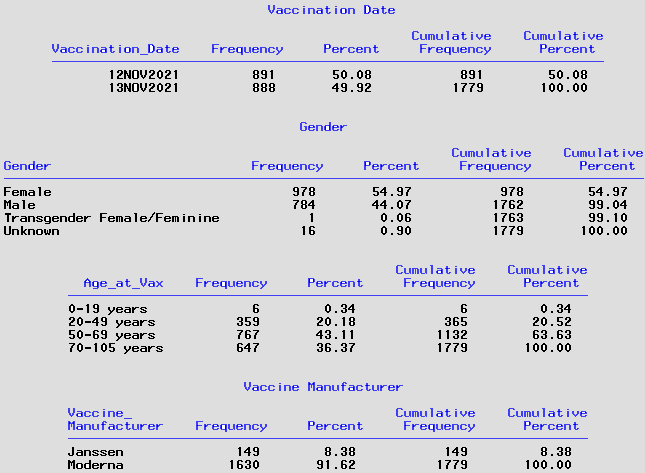 Vaccination Date
Cumulative Cumulative
Vaccination_Date Frequency Percent Frequency Percent
12NOV2021 891 50.08 891 50.08
13NOV2021 888 49.92 1779 100.00
Gender
Cumulative Cumulative
Gender Frequency Percent Frequency Percent
Female 978 54.97 978 54.97
Male 784 44.07 1762 99.04
Transgender Female/Feminine 1 0.06 1763 99.10
Unknown 16 0.90 1779 100.00
Cumulative Cumulative
Age_at_Vax Frequency Percent Frequency Percent
0-19 years 6 0.34 6 0.34
20-49 years 359 20.18 365 20.52
50-69 years 767 43.11 1132 63.63
70-105 years 647 36.37 1779 100.00
Vaccine Manufacturer
Vaccine_ Cumulative Cumulative
Manufacturer Frequency Percent Frequency Percent
Janssen 149 8.38 149 8.38
Moderna 1630 91.62 1779 100.00